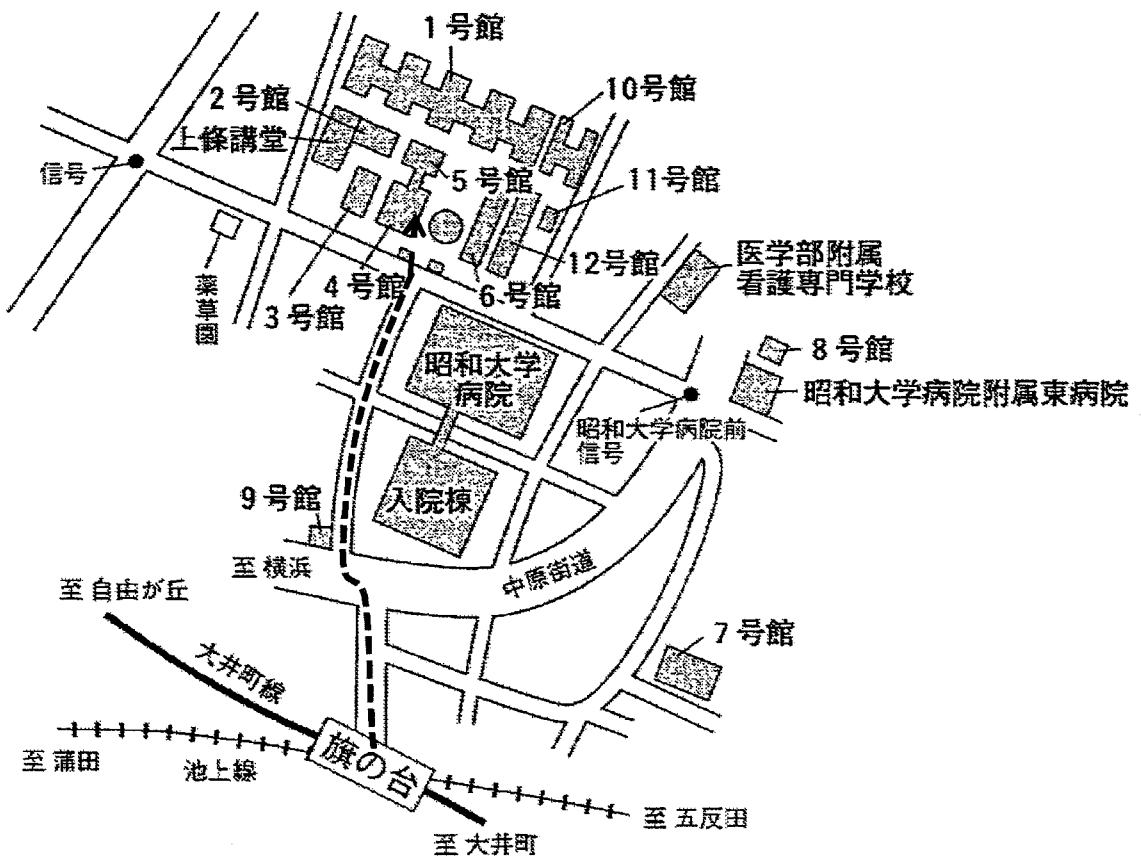 1号館
10号館
2号館
上條講堂
信号
5号館
11号館
医学部附属
看護専門学校
12号館
4号館
6号館
3号館
薬草園
8号館
昭和大学
病院
昭和大学病院附属東病院
昭和大学病院前
信号
9号館
入院棟
至 横浜
中原街道
至 自由が丘
7号館
大井町線
旗の台
至 蒲田
池上線
至 五反田
至 大井町